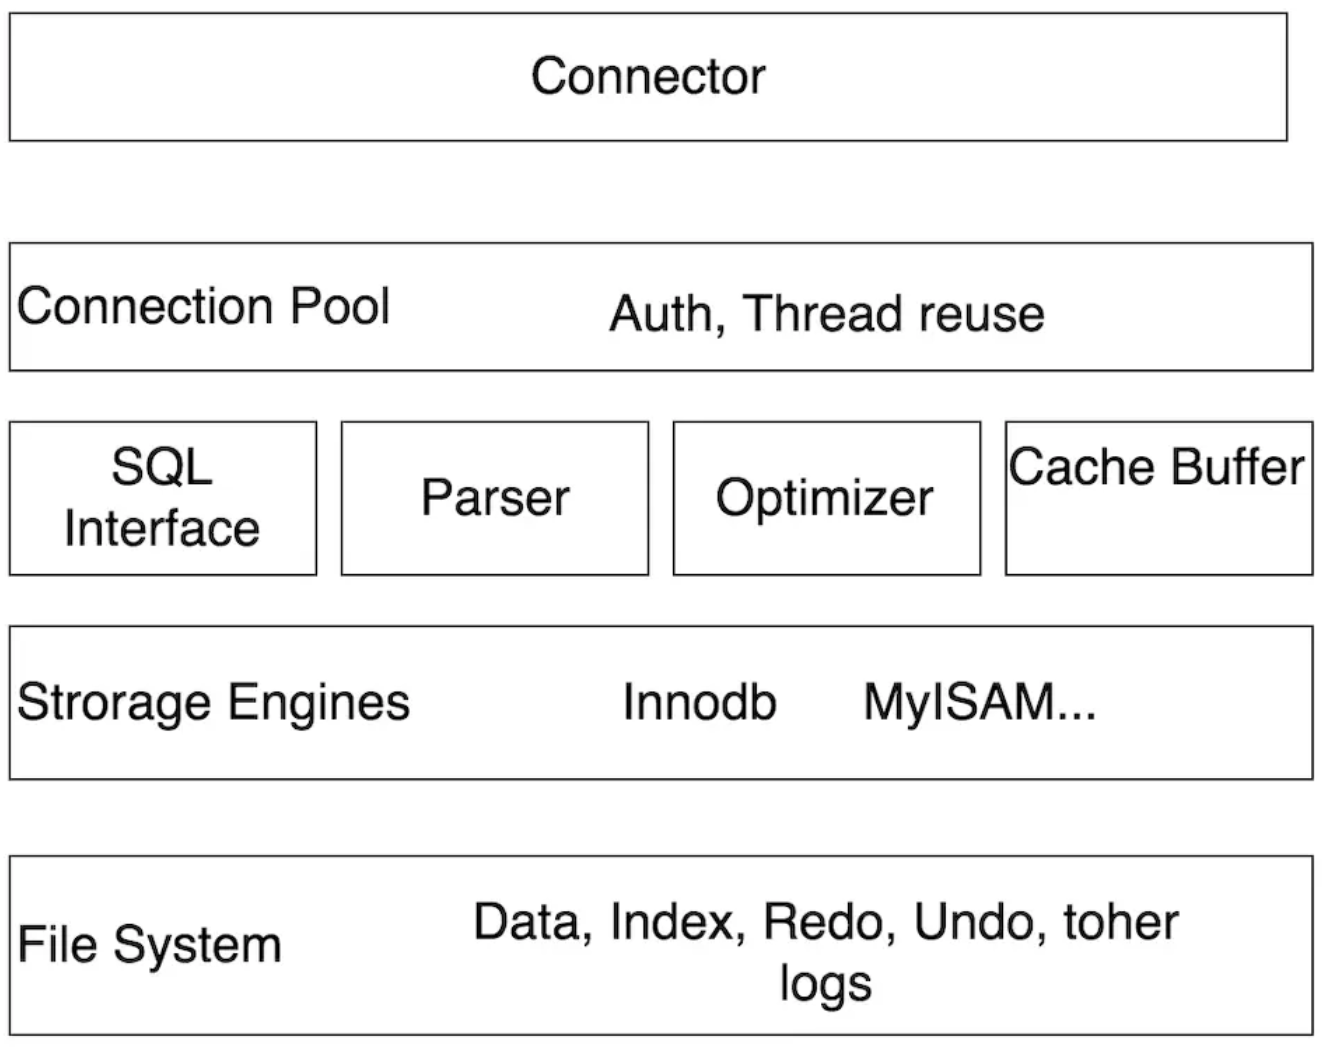 Connector
Connection Pool
Auth, Thread reuse
SQL
Interface
Parser
Optimizer
Cache Buffer
Strorage Engines
Innodb
MyISAM...
File System
Data, Index, Redo, Undo, toher
logs